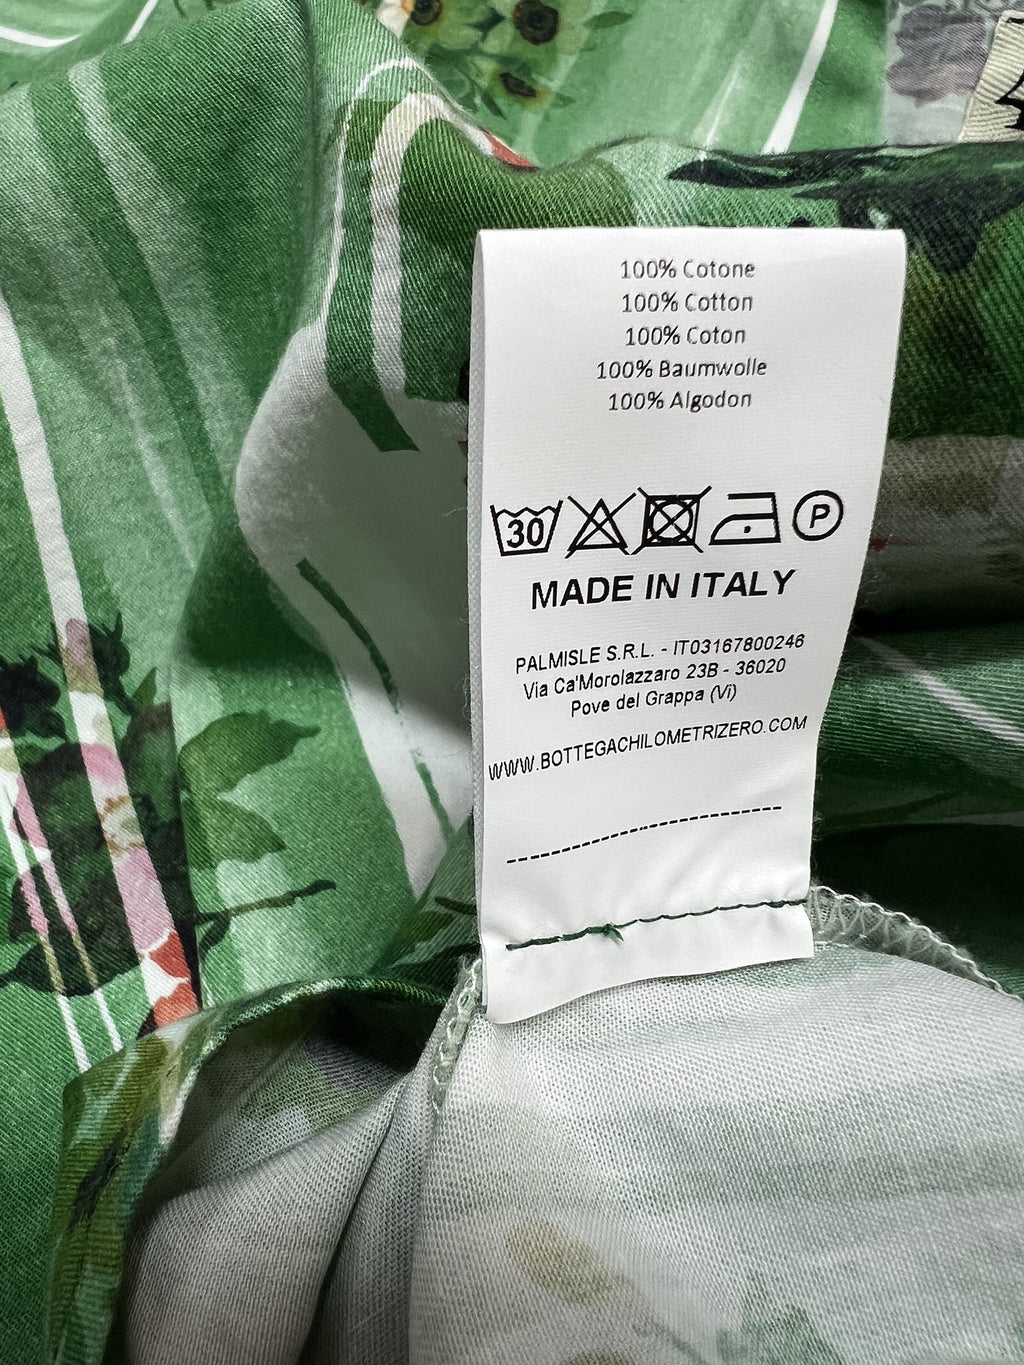 100% Cotone
100% Cotton
100% Coton
100% Baumwolle
100% Algodon
30 P
MADE IN ITALY
PALMISLE S.R.L. - IT03167800246
Via Ca'Morolazzaro 23B - 36020
Pove del Grappa (Vi)
WWW.BOTTEGACHILOMETRIZERO.COM